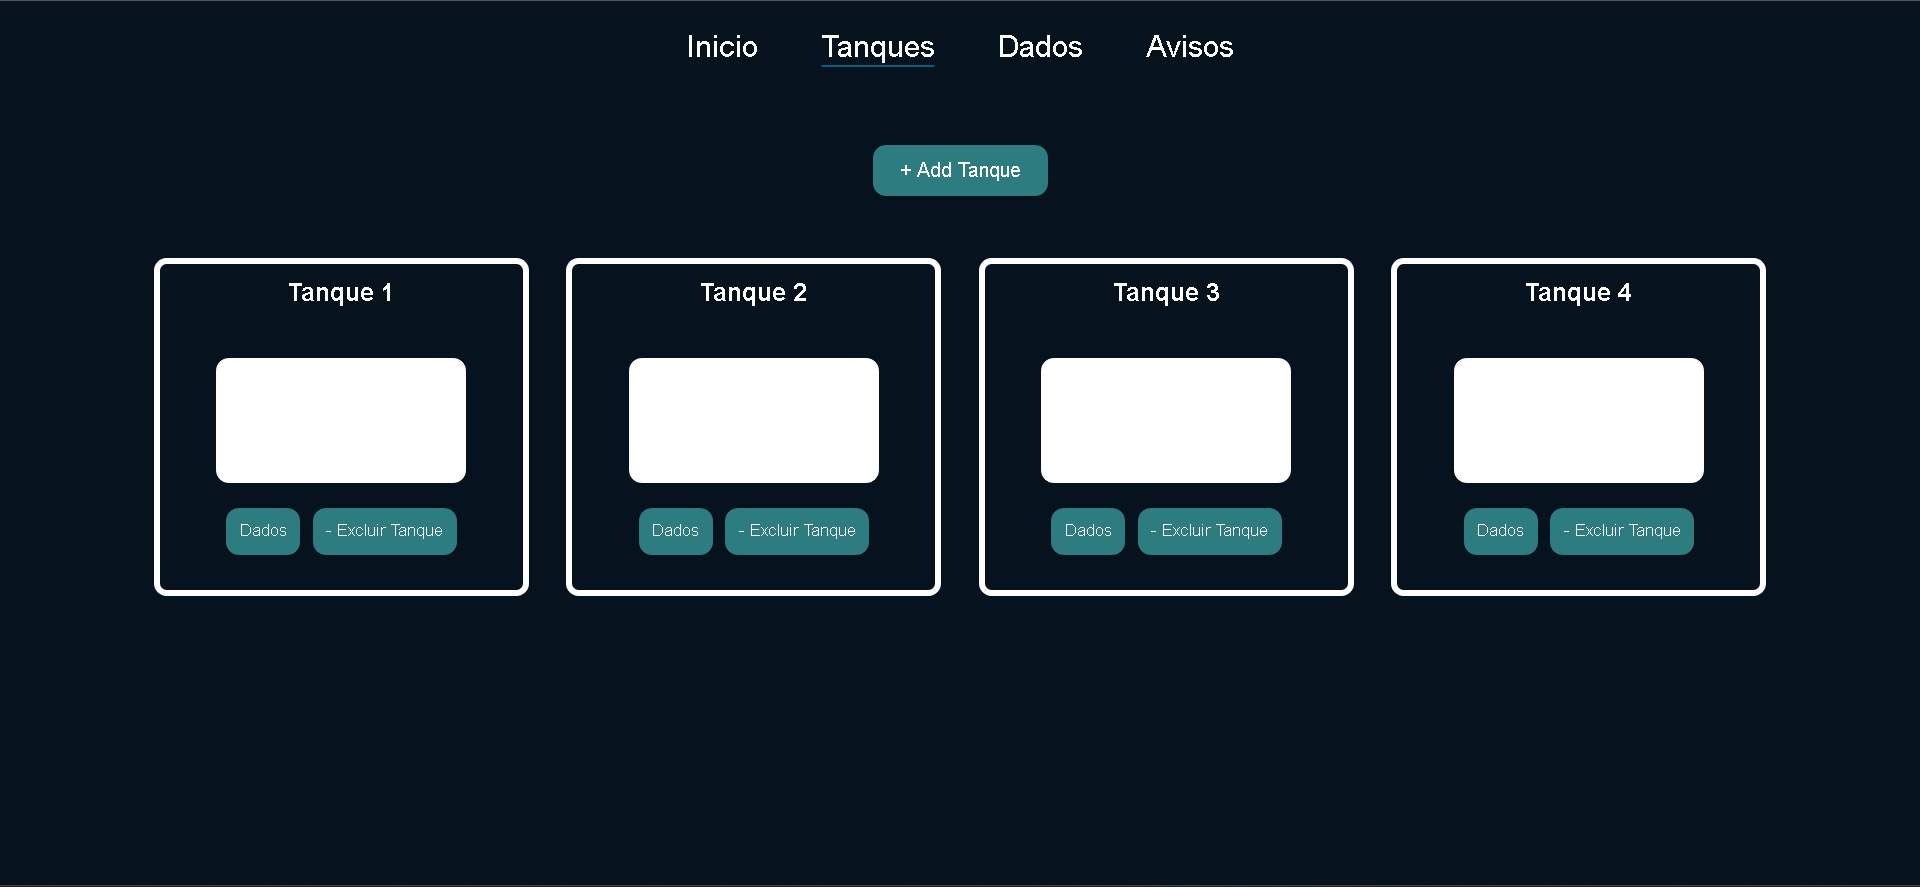 Inicio Tanques Dados Avisos
+ Add Tanque
Tanque 1
Dados - Excluir Tanque
Tanque 2
Dados - Excluir Tanque
Tanque 3
Dados - Excluir Tanque
Tanque 4
Dados - Excluir Tanque